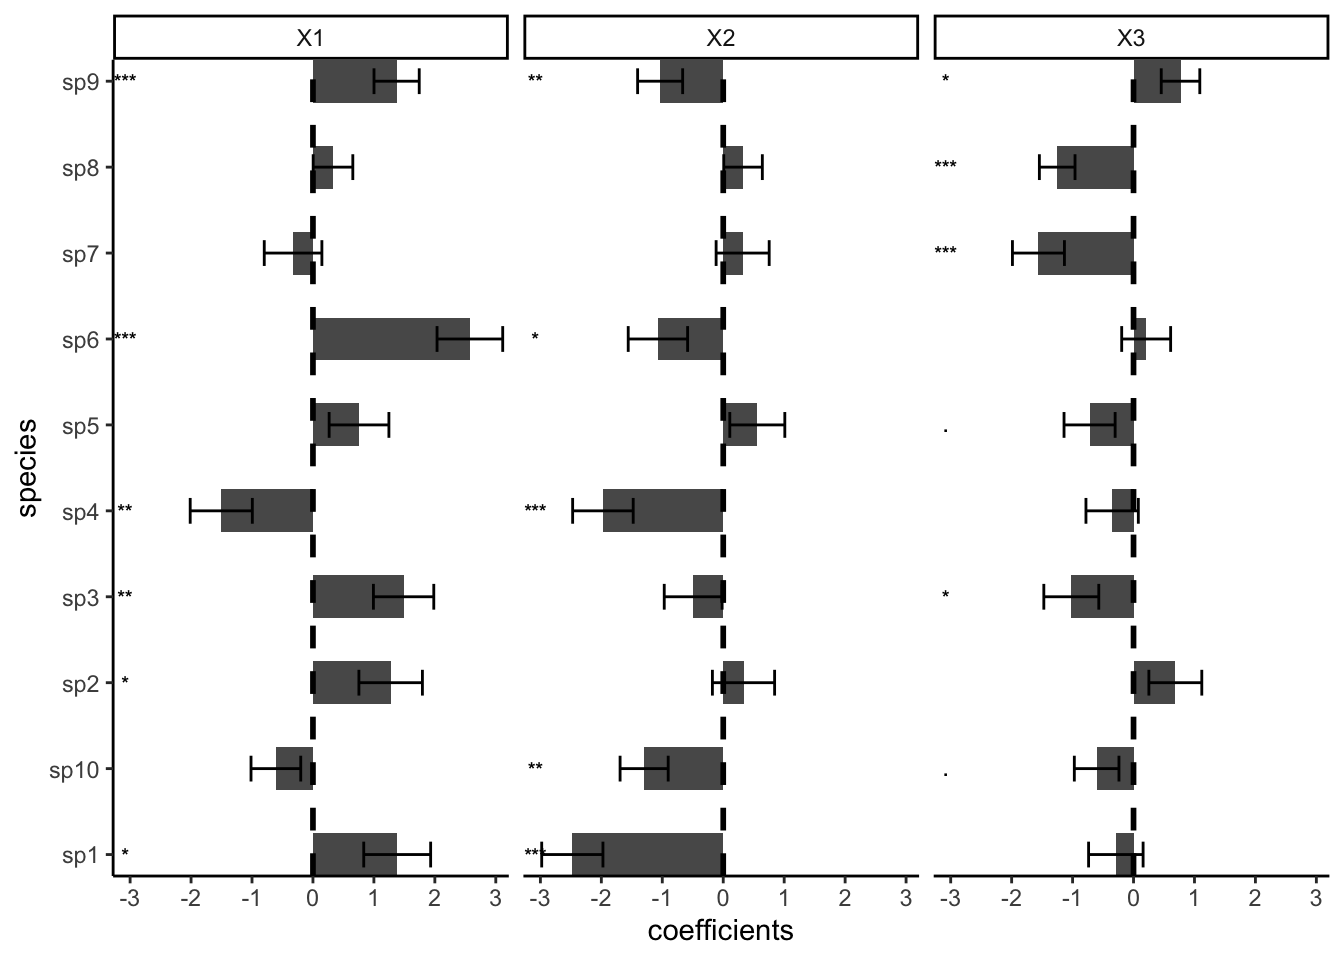 X1 X2 X3
sp9 *** ** *
sp8 ***
sp7 ***
sp6 *** *
sp5 .
sp4 ** ***
sp3 ** *
sp2 *
sp10 ** .
sp1 * ***
species
-3 -2 -1 0 1 2 3 -3 -2 -1 0 1 2 3 -3 -2 -1 0 1 2 3
coefficients